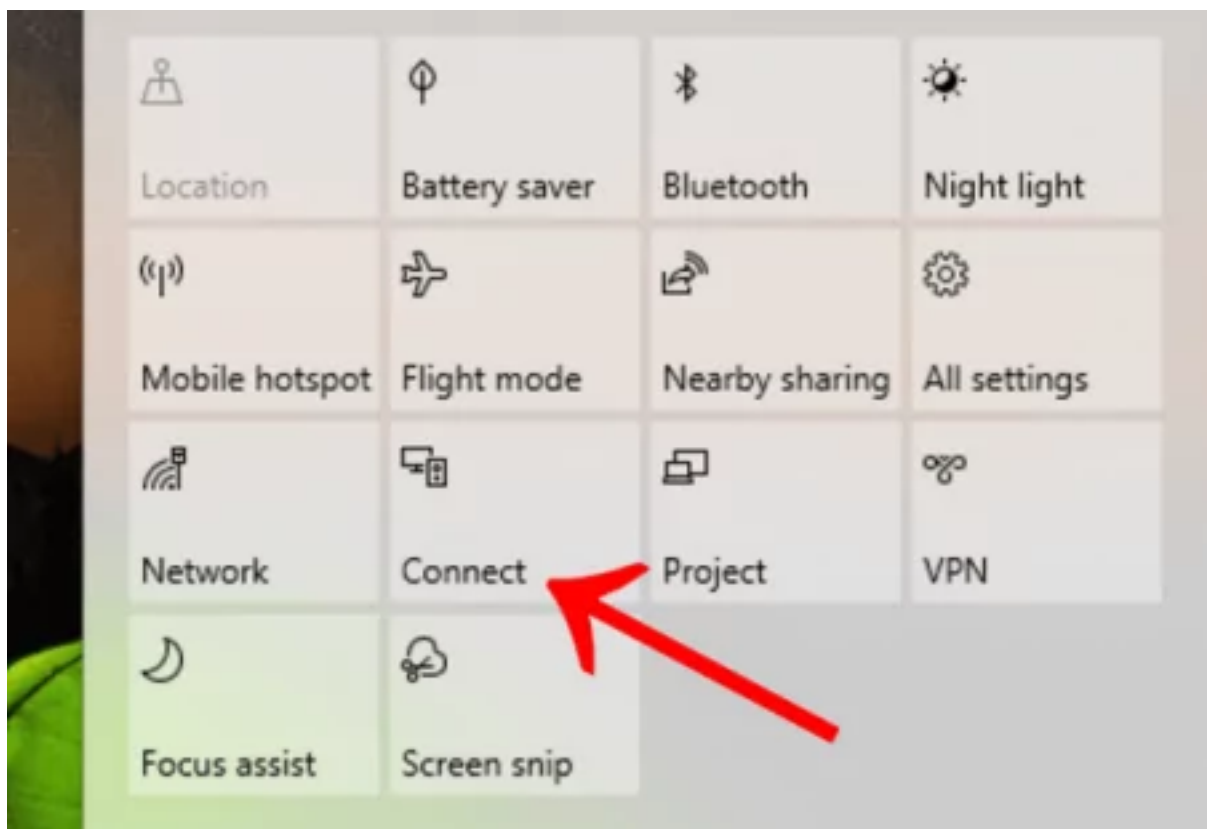 Location
Battery saver
Bluetooth
Night light
Mobile hotspot
Flight mode
Nearby sharing
All settings
Network
Connect
Project
VPN
Focus assist
Screen snip